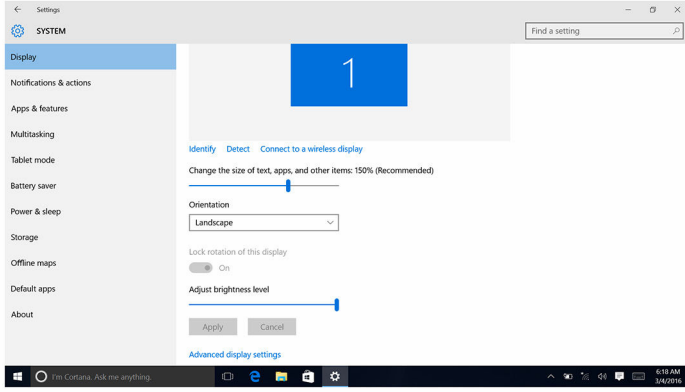 Settings
SYSTEM
Find a setting
Display
Notifications & actions
Apps & features
Multitasking
Tablet mode
Battery saver
Power & sleep
Storage
Offline maps
Default apps
About
1
Identify Detect Connect to a wireless display
Change the size of text, apps, and other items: 150% (Recommended)
Orientation
Landscape
Lock rotation of this display
On
Adjust brightness level
Apply Cancel
Advanced display settings
I'm Cortana. Ask me anything.
6:18 AM
3/4/2016